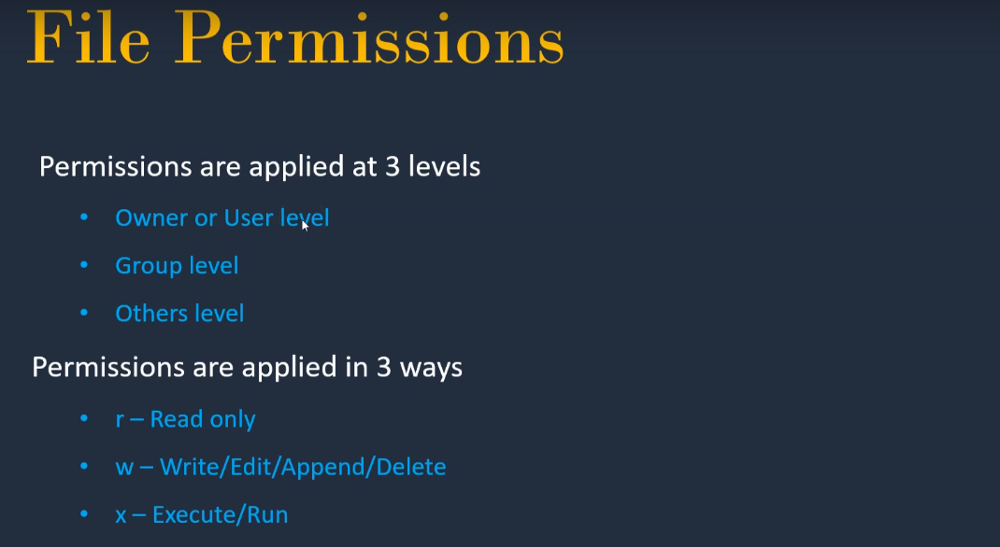 File Permissions
Permissions are applied at 3 levels
• Owner or User level
• Group level
• Others level
Permissions are applied in 3 ways
• r – Read only
• w – Write/Edit/Append/Delete
• x – Execute/Run